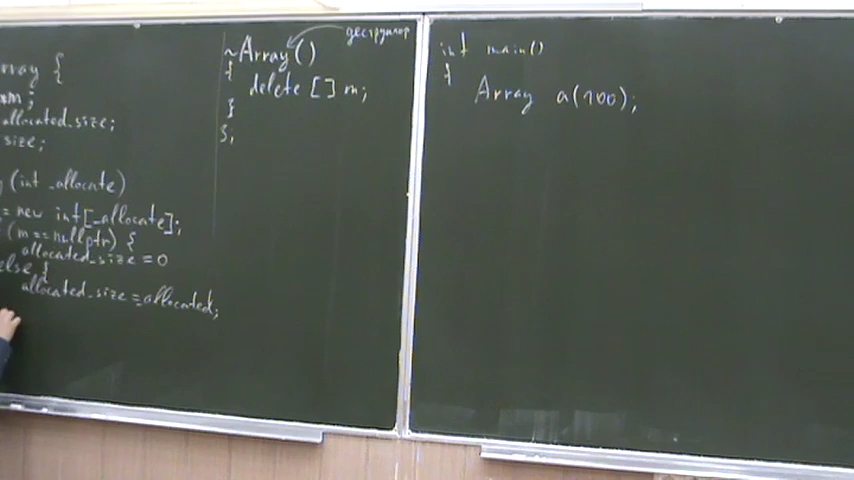 rray {
*m;
allocated_size;
size;
y (int _allocate)
= new int[_allocate];
(m==nullptr) {
allocated_size = 0
else {
allocated_size = allocated;
~Array() деструктор
{
delete [] m;
}
};
int main()
{
Array a(100);